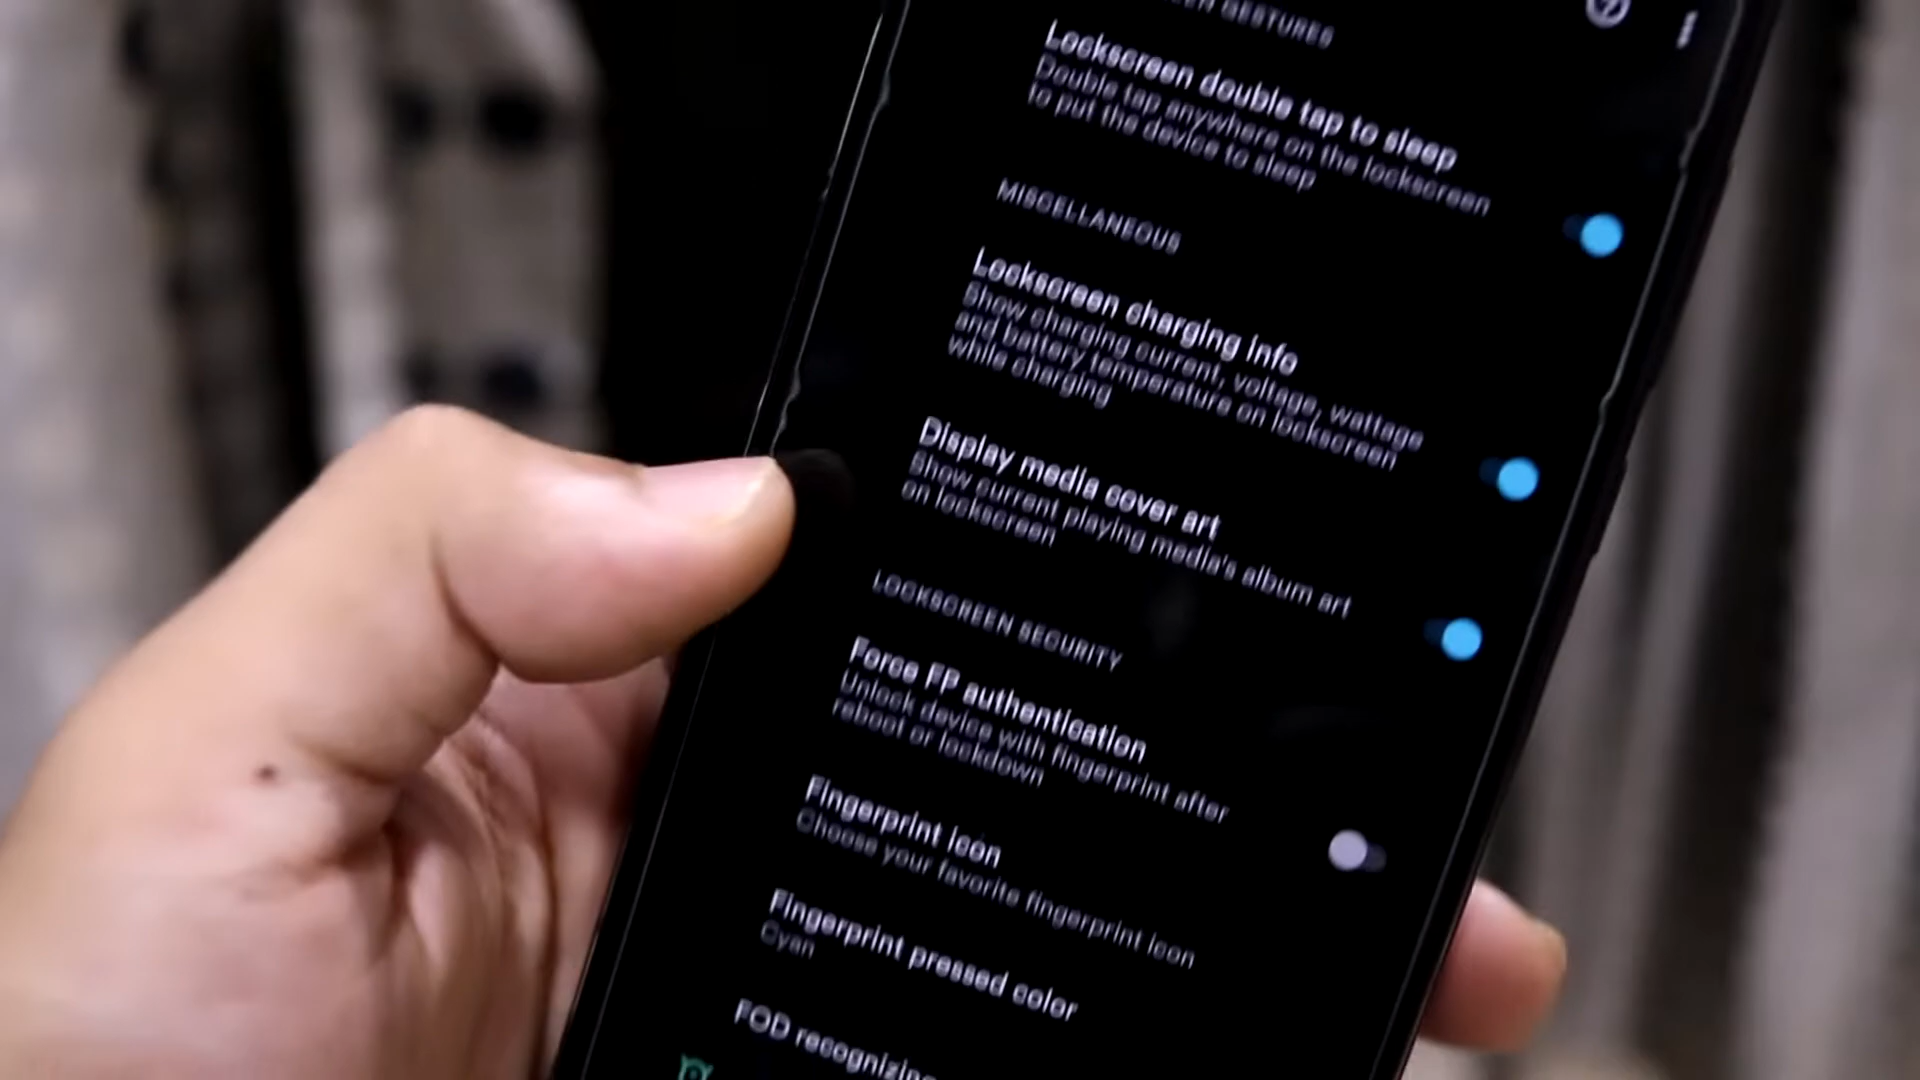 GESTURES
Lockscreen double tap to sleep
Double tap anywhere on the lockscreen
to put the device to sleep
MISCELLANEOUS
Lockscreen charging info
Show charging current, voltage, wattage
and battery temperature on lockscreen
while charging
Display media cover art
Show current playing media's album art
on lockscreen
LOCKSCREEN SECURITY
Force FP authentication
Unlock device with fingerprint after
reboot or lockdown
Fingerprint icon
Choose your favorite fingerprint icon
Fingerprint pressed color
Cyan
FOD recognizing